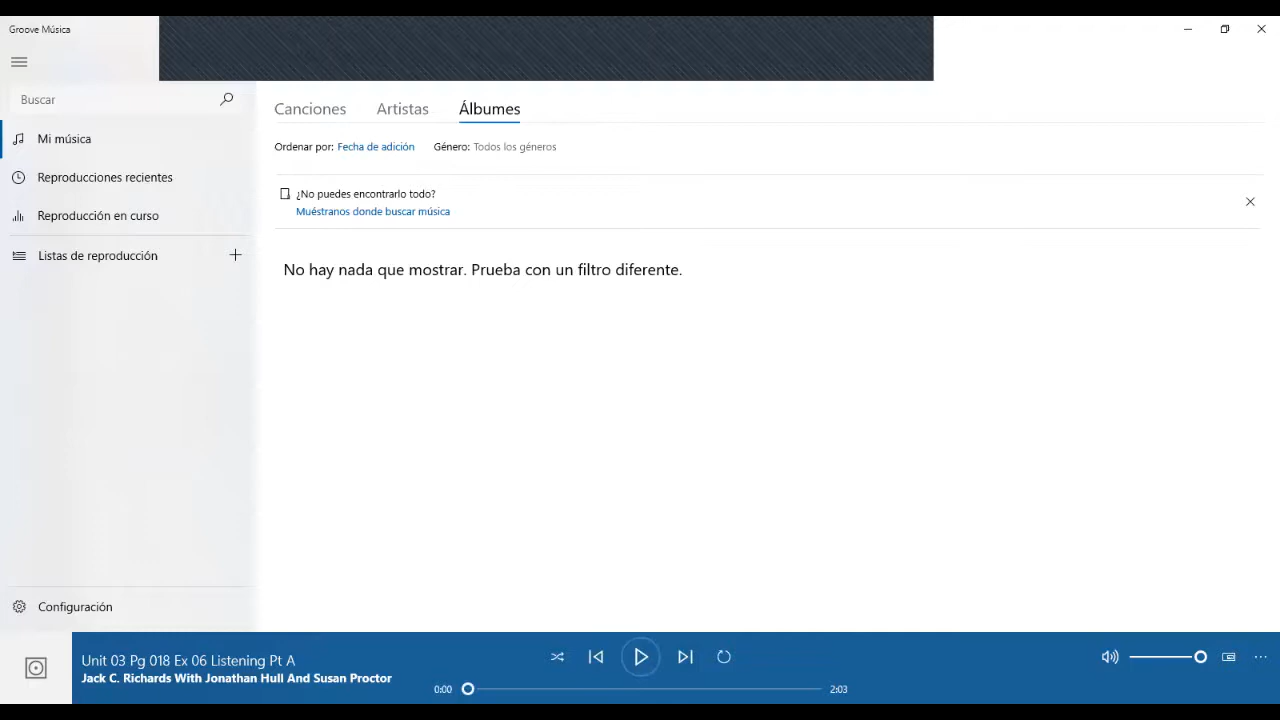 Groove Música
Buscar
Mi música
Reproducciones recientes
Reproducción en curso
Listas de reproducción
Configuración
Canciones Artistas Álbumes
Ordenar por: Fecha de adición Género: Todos los géneros
¿No puedes encontrarlo todo?
Muéstranos donde buscar música
No hay nada que mostrar. Prueba con un filtro diferente.
Unit 03 Pg 018 Ex 06 Listening Pt A
Jack C. Richards With Jonathan Hull And Susan Proctor
0:00 2:03